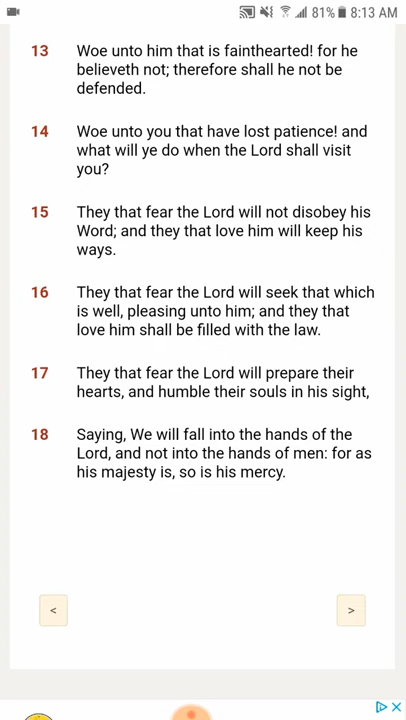 81% 8:13 AM
13 Woe unto him that is fainthearted! for he
believeth not; therefore shall he not be
defended.
14 Woe unto you that have lost patience! and
what will ye do when the Lord shall visit
you?
15 They that fear the Lord will not disobey his
Word; and they that love him will keep his
ways.
16 They that fear the Lord will seek that which
is well, pleasing unto him; and they that
love him shall be filled with the law.
17 They that fear the Lord will prepare their
hearts, and humble their souls in his sight,
18 Saying, We will fall into the hands of the
Lord, and not into the hands of men: for as
his majesty is, so is his mercy.
< >